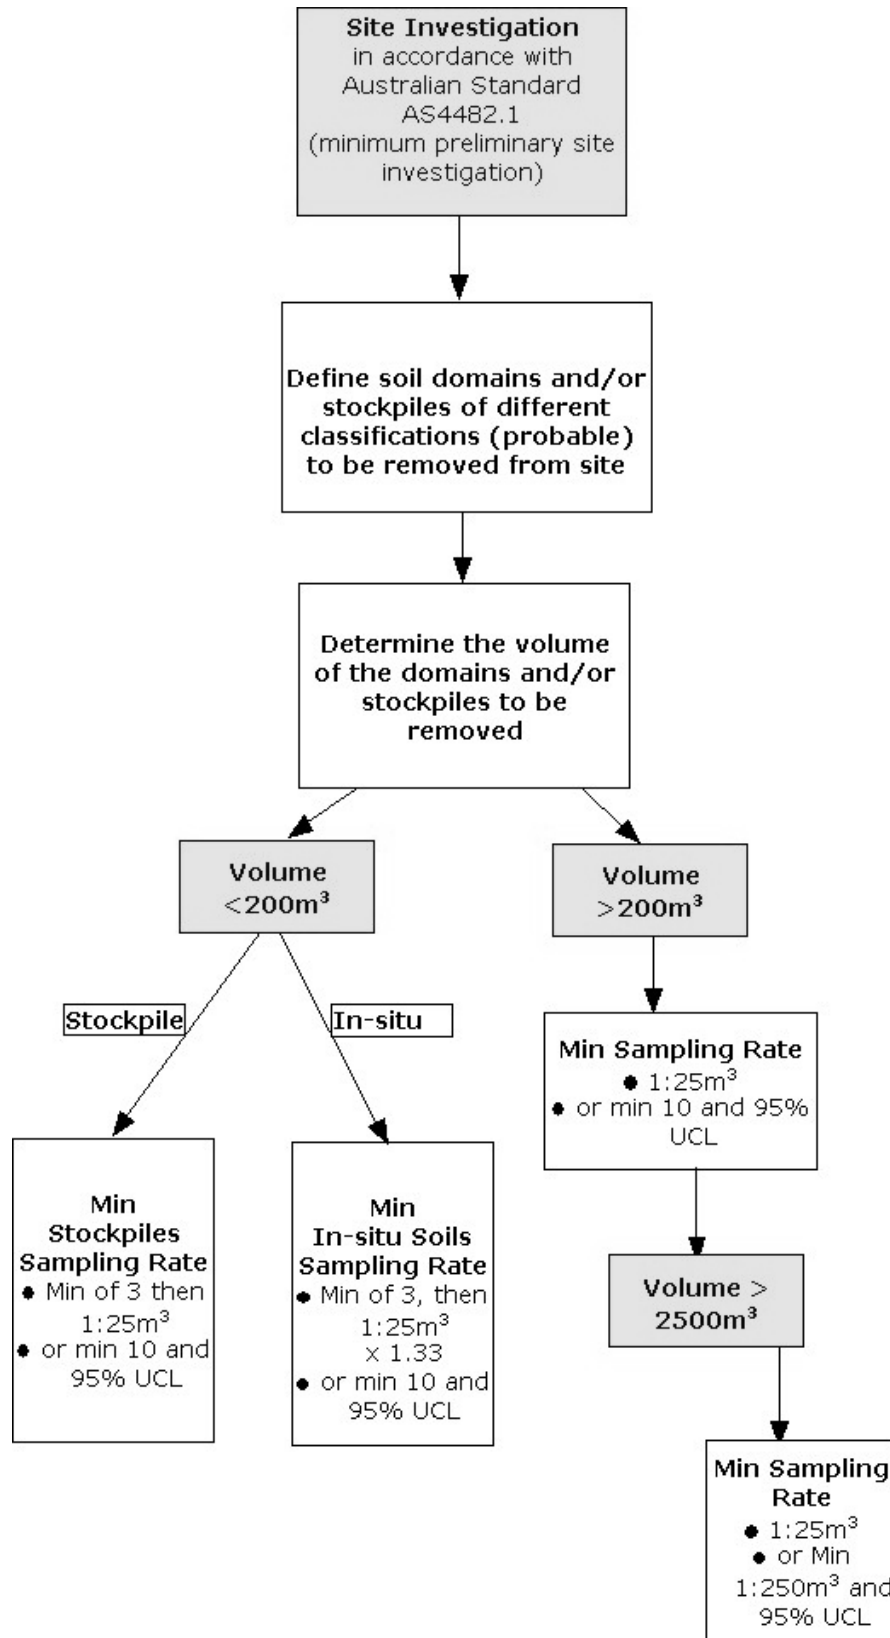 Site Investigation
in accordance with
Australian Standard
AS4482.1
(minimum preliminary site
investigation)
Define soil domains and/or
stockpiles of different
classifications (probable)
to be removed from site
Determine the volume
of the domains and/or
stockpiles to be
removed
Volume
<200m³
Volume
>200m³
Stockpile
In-situ
Min Sampling Rate
● 1:25m³
● or min 10 and 95%
UCL
Min
Stockpiles
Sampling Rate
● Min of 3 then
1:25m³
● or min 10 and
95% UCL
Min
In-situ Soils
Sampling Rate
● Min of 3, then
1:25m³
x 1.33
● or min 10 and
95% UCL
Volume >
2500m³
Min Sampling
Rate
● 1:25m³
● or Min
1:250m³ and
95% UCL